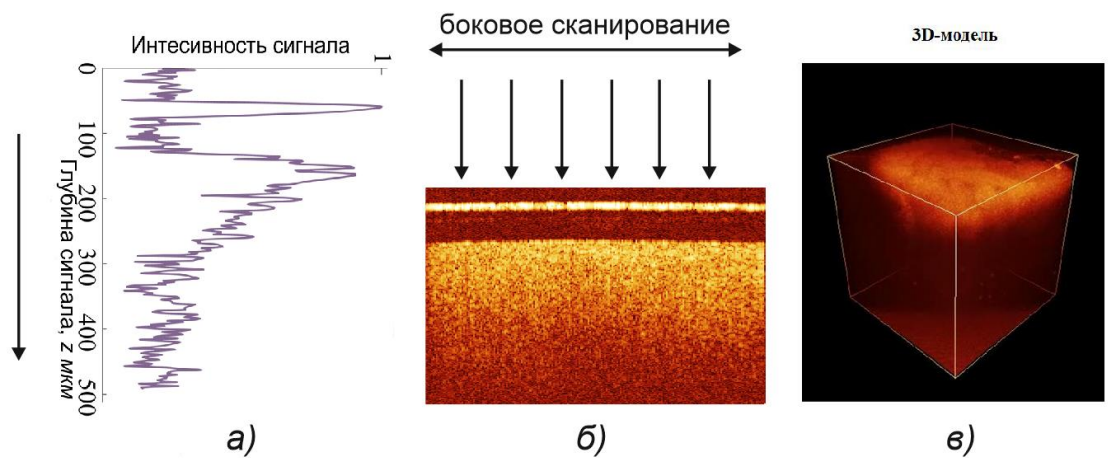 Интесивность сигнала
1
0
100
200
300
400
500
Глубина сигнала, z мкм
а)
боковое сканирование
б)
3D-модель
в)